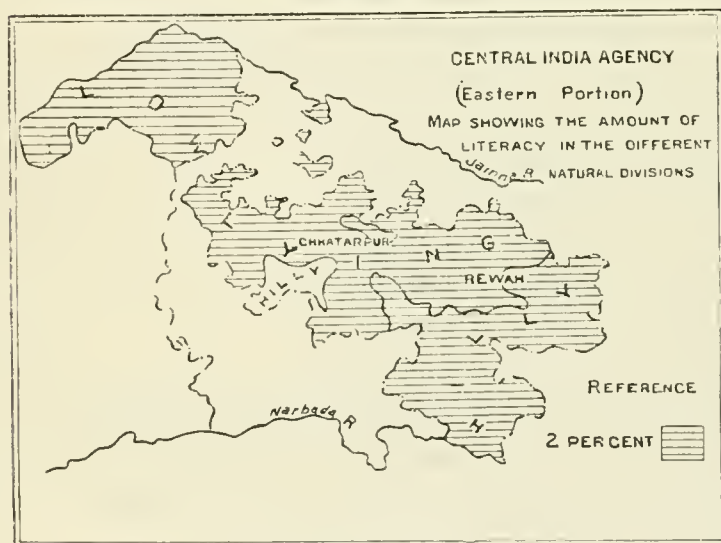 CENTRAL INDIA AGENCY
(Eastern Portion)
MAP SHOWING THE AMOUNT OF
LITERACY IN THE DIFFERENT
Jamna R
NATURAL DIVISIONS
L O
CHHATARPUR
L I N G
HILLY
REWAH
H I L L Y
REFERENCE
Narbada R
2 PERCENT